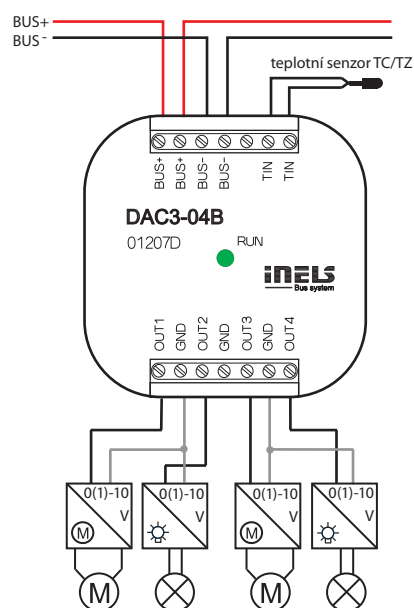 BUS+
BUS-
teplotní senzor TC/TZ
BUS+ BUS+ BUS- BUS- TIN TIN
DAC3-04B
01207D
RUN
iNELS
Bus system
OUT1 GND OUT2 GND OUT3 GND OUT4
0(1)-10 V M
0(1)-10 V
0(1)-10 V M
0(1)-10 V
M M